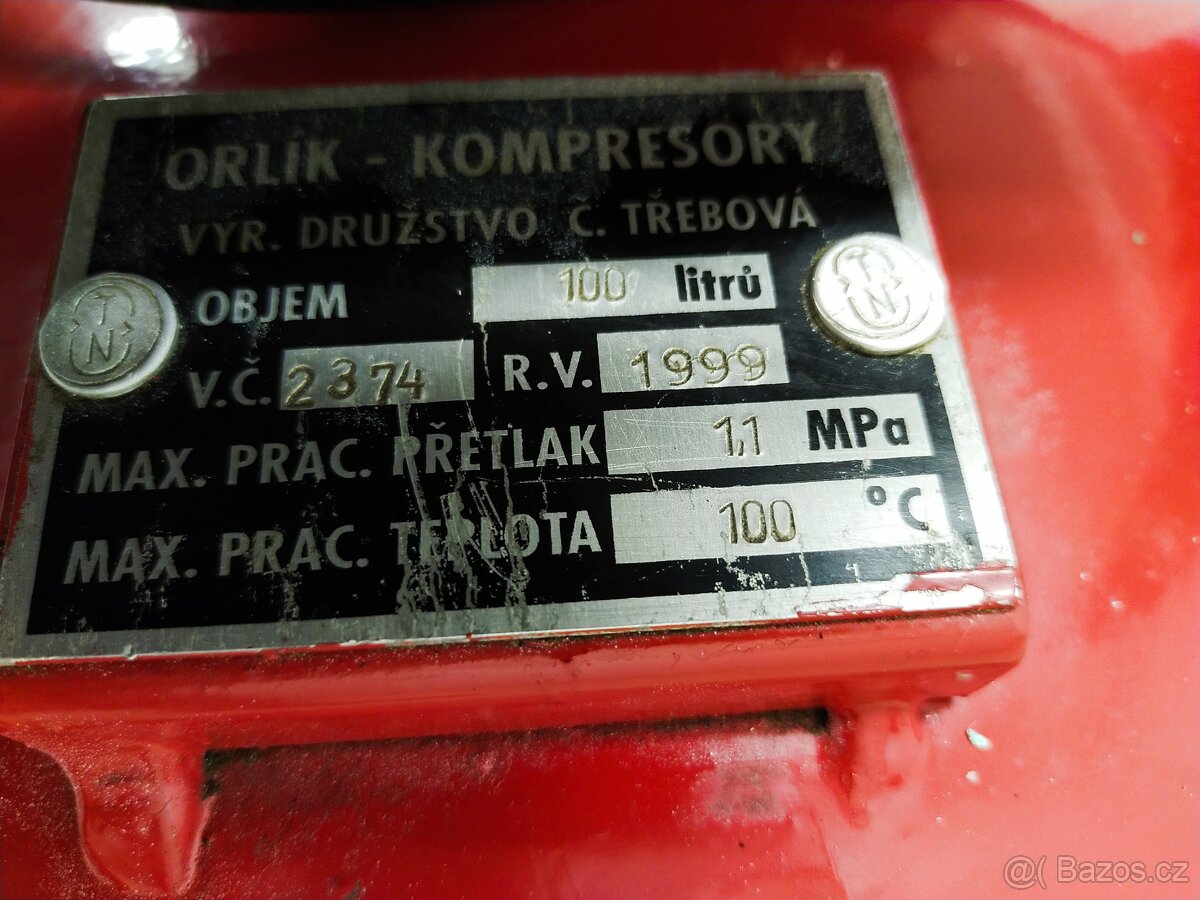 ORLÍK - KOMPRESORY
VÝR. DRUŽSTVO Č. TŘEBOVÁ
OBJEM 100 litrů
V.Č. 2374 R.V. 1999
MAX. PRAC. PŘETLAK 1,1 MPa
MAX. PRAC. TEPLOTA 100 °C
T N
T N
@( Bazos.cz